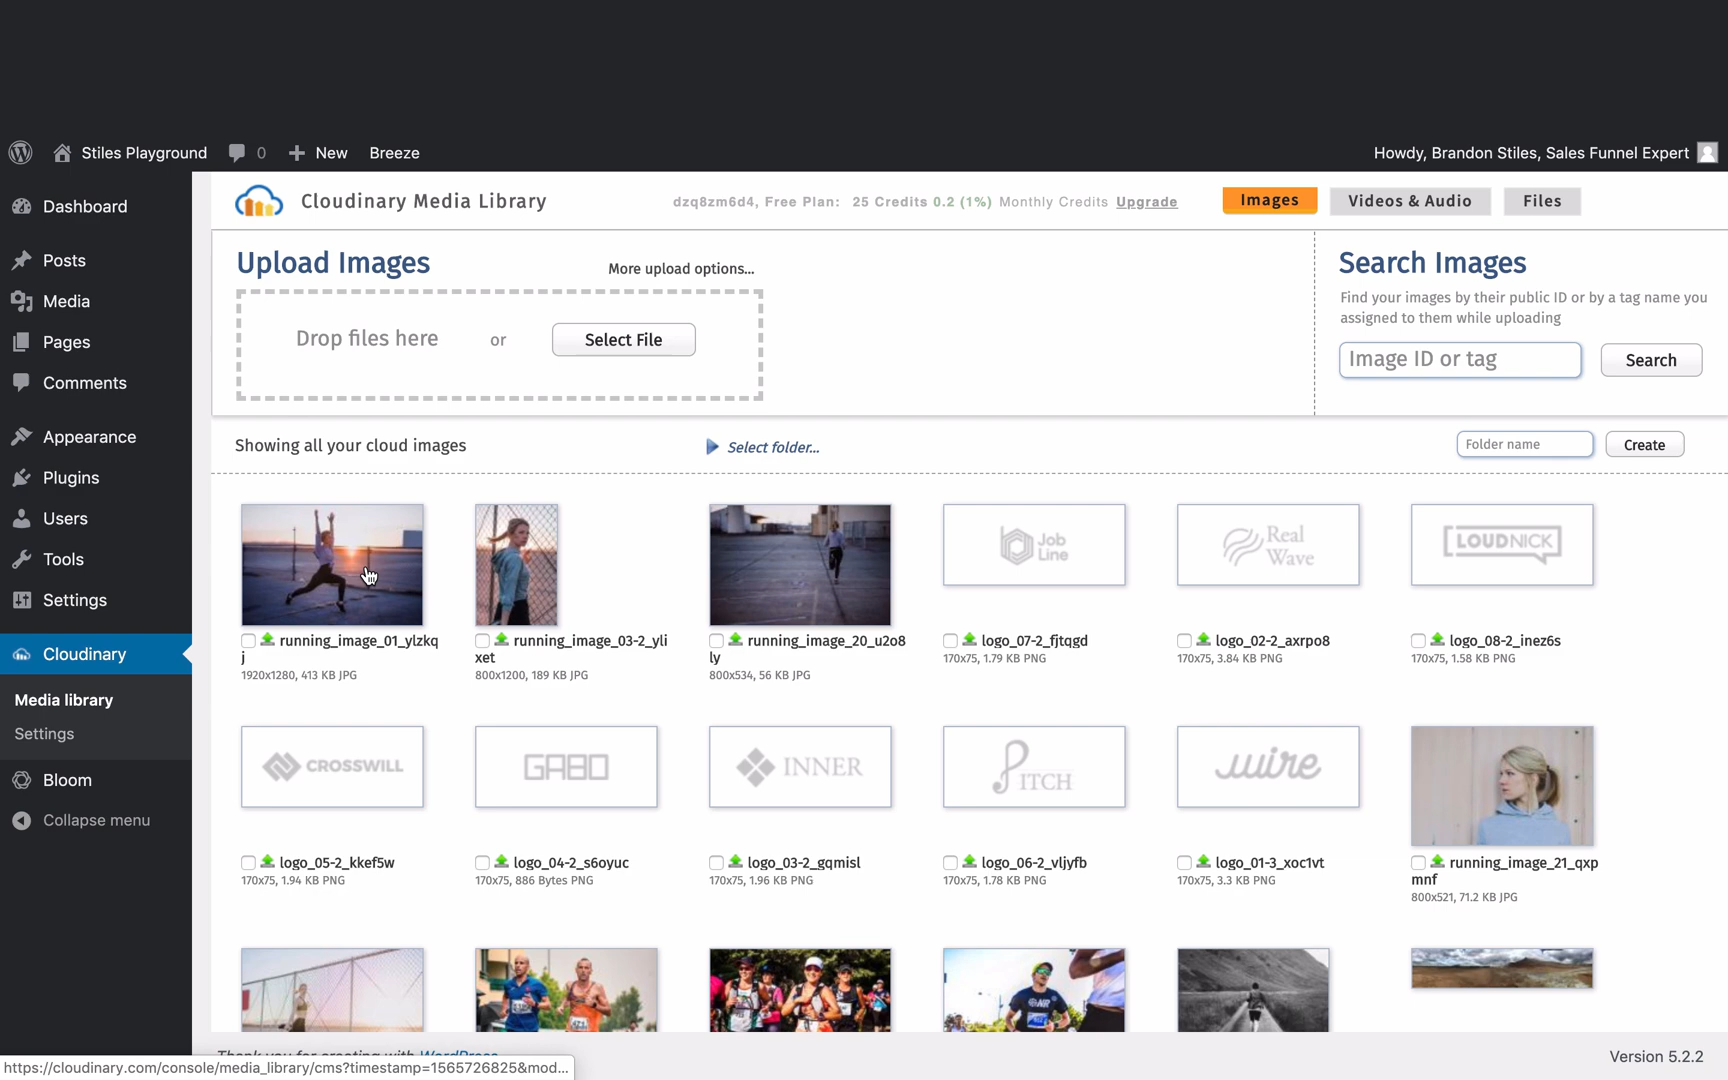 Stiles Playground 0 New Breeze Howdy, Brandon Stiles, Sales Funnel Expert
Dashboard
Posts
Media
Pages
Comments
Appearance
Plugins
Users
Tools
Settings
Cloudinary
Media library
Settings
Bloom
Collapse menu
Cloudinary Media Library dzq8zm6d4, Free Plan: 25 Credits 0.2 (1%) Monthly Credits Upgrade Images Videos & Audio Files
Upload Images More upload options...
Drop files here or Select File
Search Images
Find your images by their public ID or by a tag name you
assigned to them while uploading
Image ID or tag Search
Showing all your cloud images Select folder... Folder name Create
Job
Line
Real
Wave
LOUDNICK
running_image_01_ylzkq
j
1920x1280, 413 KB JPG
running_image_03-2_yli
xet
800x1200, 189 KB JPG
running_image_20_u2o8
ly
800x534, 56 KB JPG
logo_07-2_fjtqgd
170x75, 1.79 KB PNG
logo_02-2_axrpo8
170x75, 3.84 KB PNG
logo_08-2_inez6s
170x75, 1.58 KB PNG
CROSSWILL
GABO
INNER
PITCH
wire
logo_05-2_kkef5w
170x75, 1.94 KB PNG
logo_04-2_s6oyuc
170x75, 886 Bytes PNG
logo_03-2_gqmisl
170x75, 1.96 KB PNG
logo_06-2_vljyfb
170x75, 1.78 KB PNG
logo_01-3_xoc1vt
170x75, 3.3 KB PNG
running_image_21_qxp
mnf
800x521, 71.2 KB JPG
Thank you for creating with WordPress
Version 5.2.2
https://cloudinary.com/console/media_library/cms?timestamp=1565726825&mod...